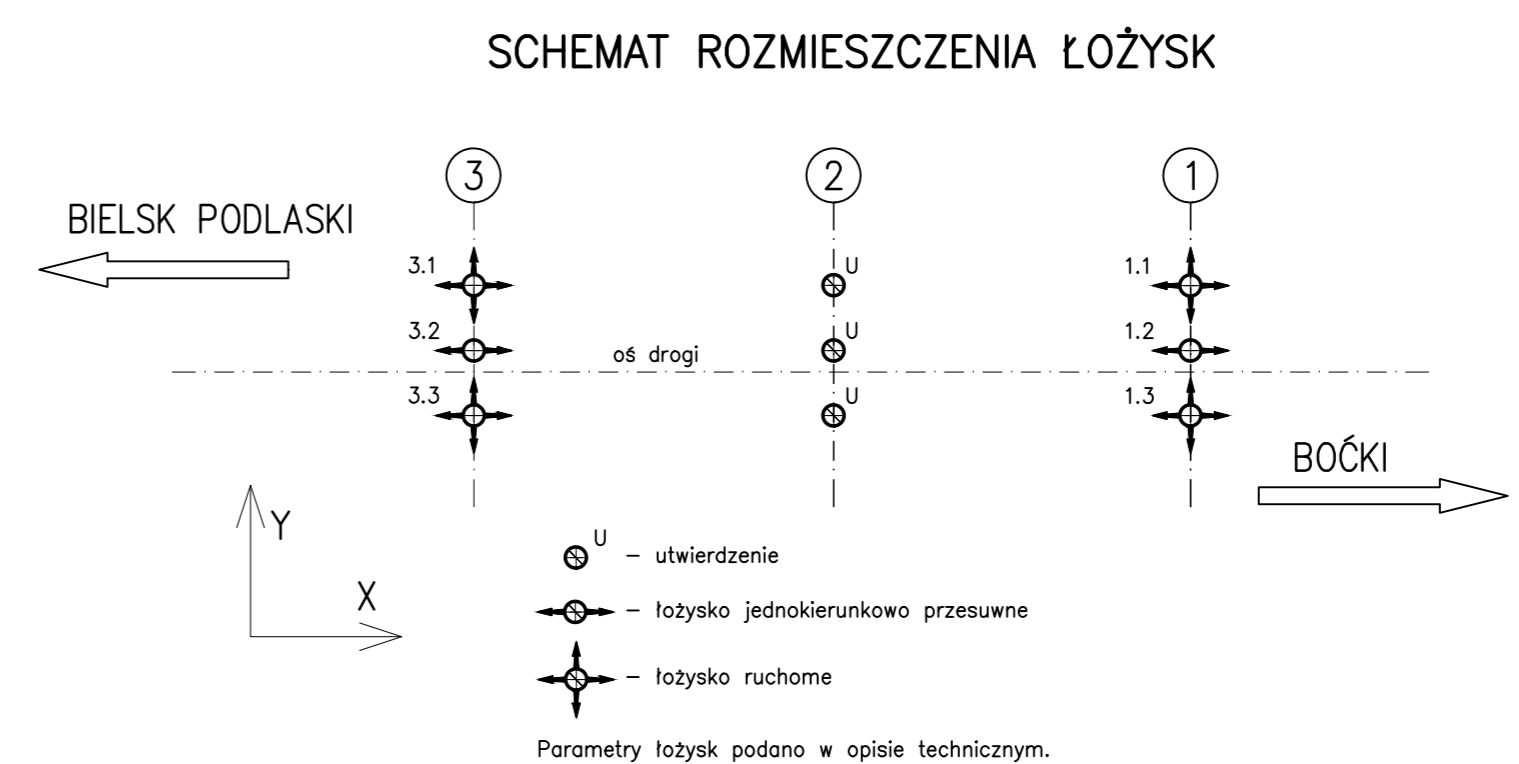 SCHEMAT ROZMIESZCZENIA ŁOŻYSK
3 2 1
BIELSK PODLASKI
3.1 U 1.1
3.2 U 1.2
oś drogi
3.3 U 1.3
BOĆKI
Y
X
U – utwierdzenie
– łożysko jednokierunkowo przesuwne
– łożysko ruchome
Parametry łożysk podano w opisie technicznym.